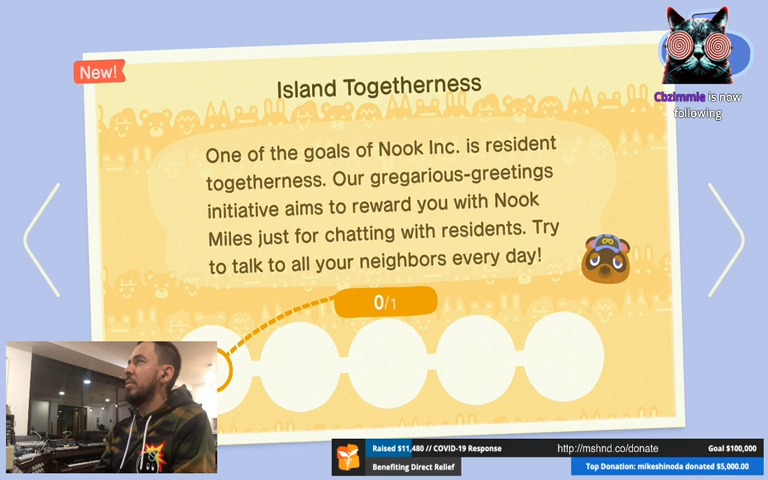 New!
Island Togetherness
Cbzimmie is now
following
One of the goals of Nook Inc. is resident
togetherness. Our gregarious-greetings
initiative aims to reward you with Nook
Miles just for chatting with residents. Try
to talk to all your neighbors every day!
0/1
Raised $11,480 // COVID-19 Response
http://mshnd.co/donate
Goal $100,000
Benefiting Direct Relief
Top Donation: mikeshinoda donated $5,000.00